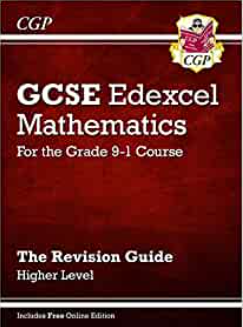 CGP
CGP
GCSE Edexcel
Mathematics
For the Grade 9-1 Course
The Revision Guide
Higher Level
Includes Free Online Edition